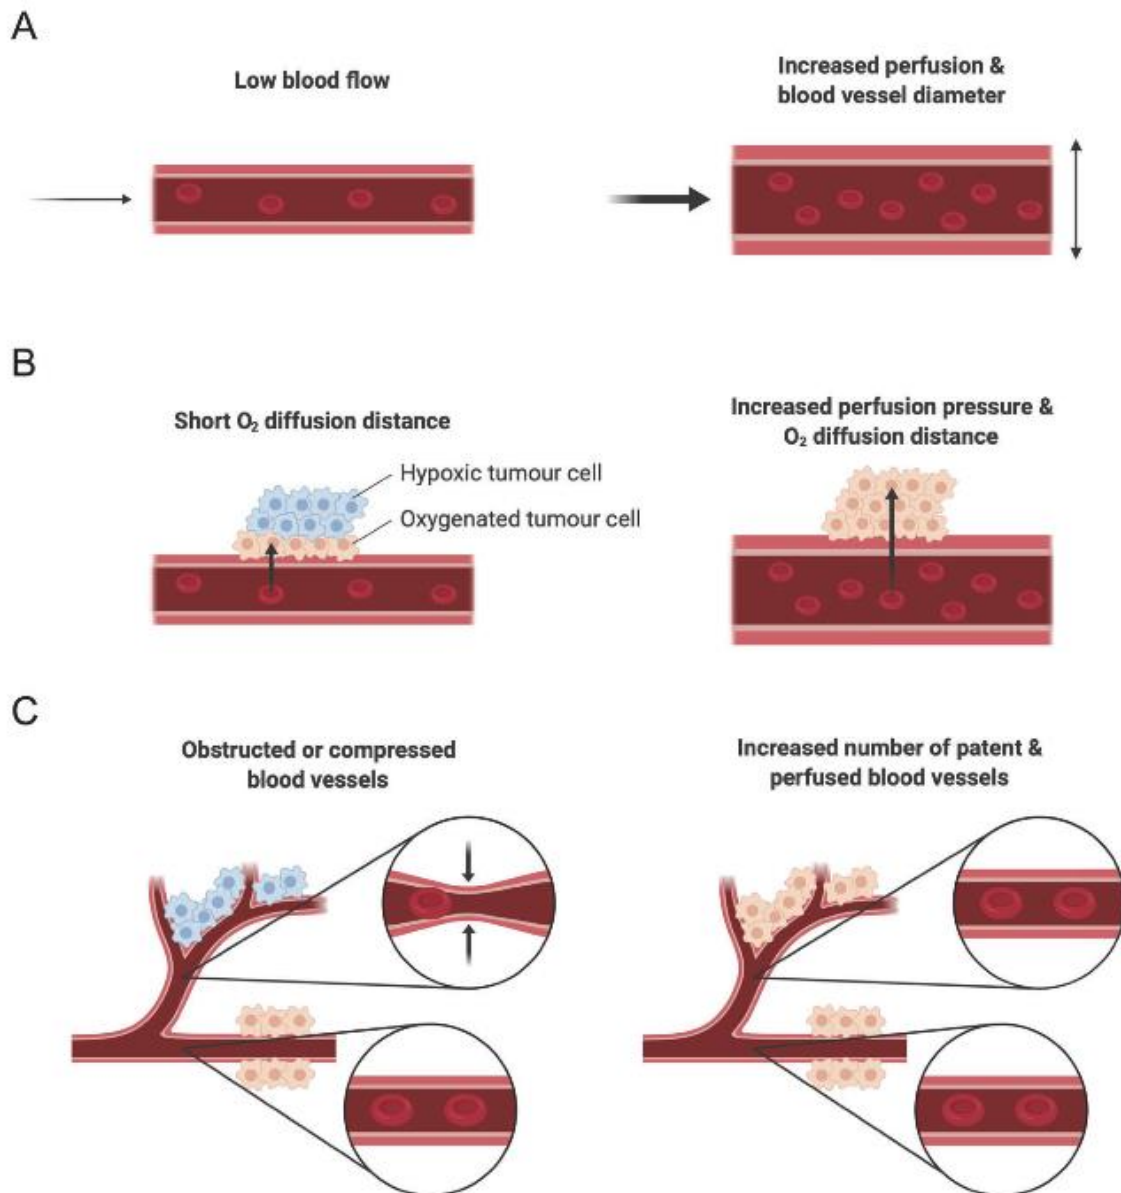 A
Low blood flow
Increased perfusion &
blood vessel diameter
B
Short O₂ diffusion distance
Hypoxic tumour cell
Oxygenated tumour cell
Increased perfusion pressure &
O₂ diffusion distance
C
Obstructed or compressed
blood vessels
Increased number of patent &
perfused blood vessels